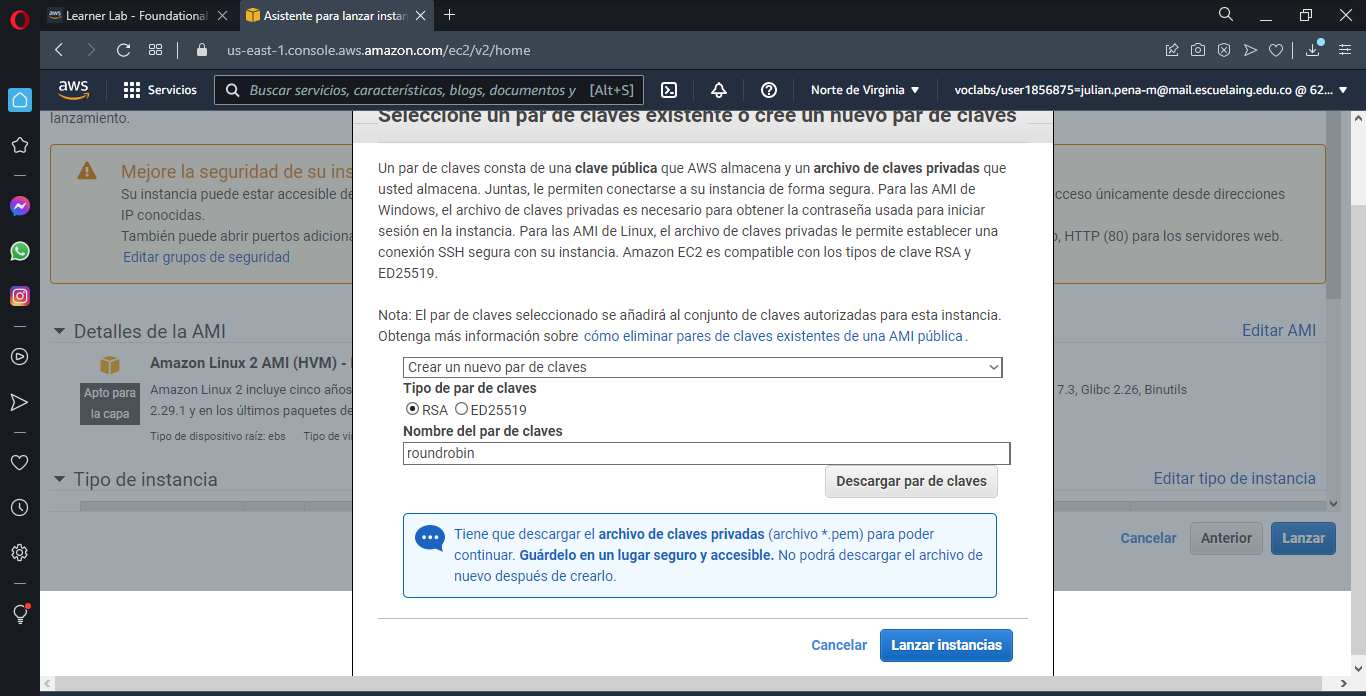 Learner Lab - Foundational
Asistente para lanzar instan
us-east-1.console.aws.amazon.com/ec2/v2/home
aws
Servicios
Buscar servicios, características, blogs, documentos y
[Alt+S]
Norte de Virginia
voclabs/user1856875=julian.pena-m@mail.escuelaing.edu.co @ 62...
lanzamiento.
Mejore la seguridad de su ins
Su instancia puede estar accesible de
cceso únicamente desde direcciones
IP conocidas.
También puede abrir puertos adiciona
, HTTP (80) para los servidores web.
Editar grupos de seguridad
Detalles de la AMI
Editar AMI
Amazon Linux 2 AMI (HVM) -
Apto para
la capa
Amazon Linux 2 incluye cinco años
7.3, Glibc 2.26, Binutils
2.29.1 y en los últimos paquetes de
Tipo de dispositivo raíz: ebs
Tipo de vi
Tipo de instancia
Editar tipo de instancia
Cancelar
Anterior
Lanzar
Seleccione un par de claves existente o cree un nuevo par de claves
Un par de claves consta de una clave pública que AWS almacena y un archivo de claves privadas que
usted almacena. Juntas, le permiten conectarse a su instancia de forma segura. Para las AMI de
Windows, el archivo de claves privadas es necesario para obtener la contraseña usada para iniciar
sesión en la instancia. Para las AMI de Linux, el archivo de claves privadas le permite establecer una
conexión SSH segura con su instancia. Amazon EC2 es compatible con los tipos de clave RSA y
ED25519.
Nota: El par de claves seleccionado se añadirá al conjunto de claves autorizadas para esta instancia.
Obtenga más información sobre cómo eliminar pares de claves existentes de una AMI pública.
Crear un nuevo par de claves
Tipo de par de claves
RSA
ED25519
Nombre del par de claves
roundrobin
Descargar par de claves
Tiene que descargar el archivo de claves privadas (archivo *.pem) para poder
continuar. Guárdelo en un lugar seguro y accesible. No podrá descargar el archivo de
nuevo después de crearlo.
Cancelar
Lanzar instancias